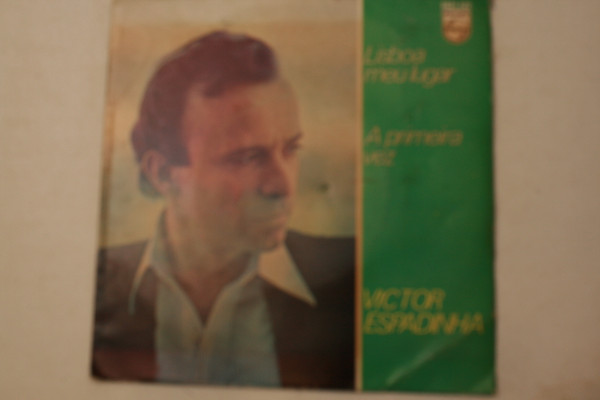 Lisboa
meu lugar
A primeira
vez
VICTOR
ESPADINHA